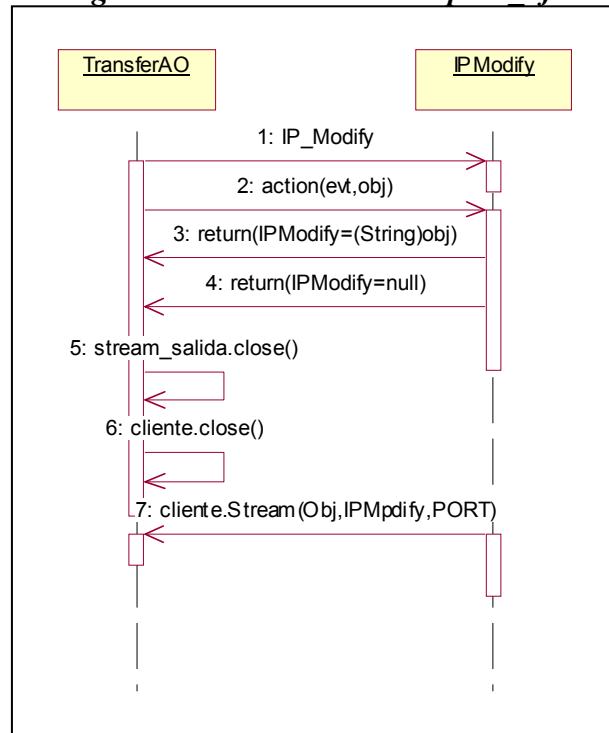 TransferAO
IPModify
1: IP_Modify
2: action(evt,obj)
3: return(IPModify=(String)obj)
4: return(IPModify=null)
5: stream_salida.close()
6: cliente.close()
7: cliente.Stream(Obj,IPMpdify,PORT)